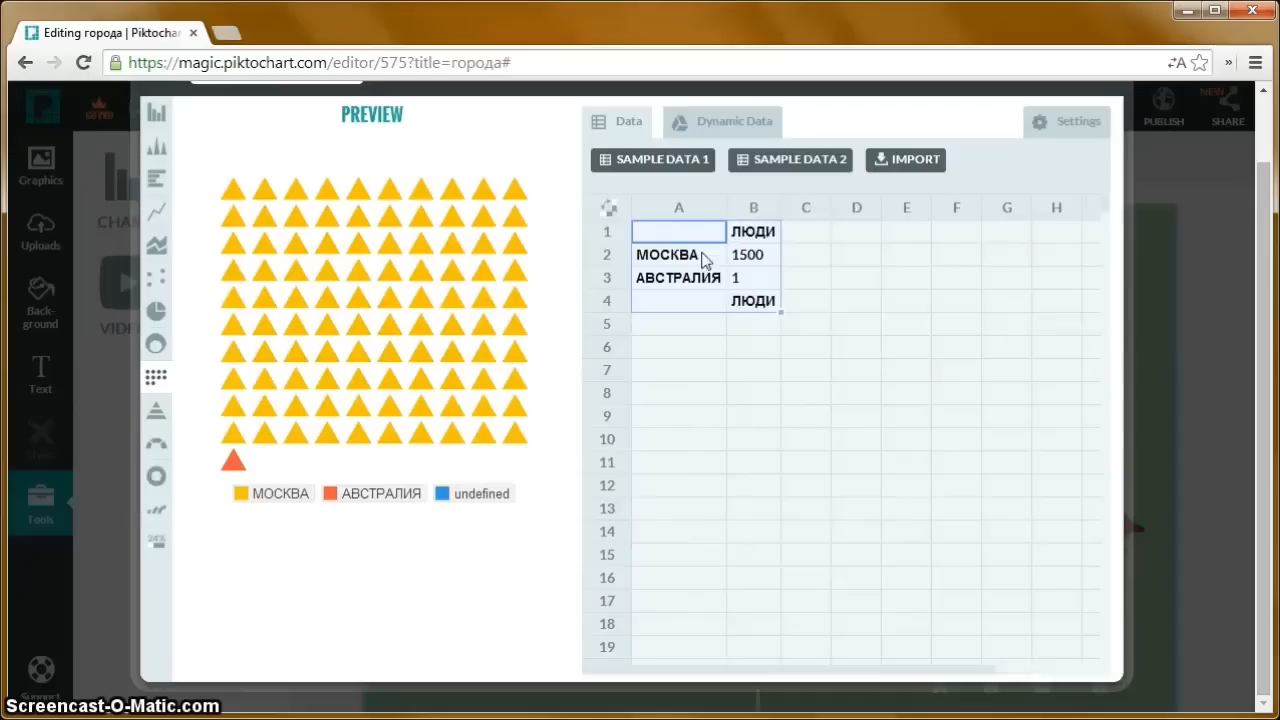 Editing города | Piktochar
https://magic.piktochart.com/editor/575?title=города#
PREVIEW
Data
Dynamic Data
Settings
SAMPLE DATA 1
SAMPLE DATA 2
IMPORT
A B C D E F G H
1 ЛЮДИ
2 МОСКВА 1500
3 АВСТРАЛИЯ 1
4 ЛЮДИ
5
6
7
8
9
10
11
12
13
14
15
16
17
18
19
МОСКВА
АВСТРАЛИЯ
undefined
Graphics
Uploads
Back-
ground
Text
Tools
NEW
PUBLISH
SHARE
Screencast-O-Matic.com